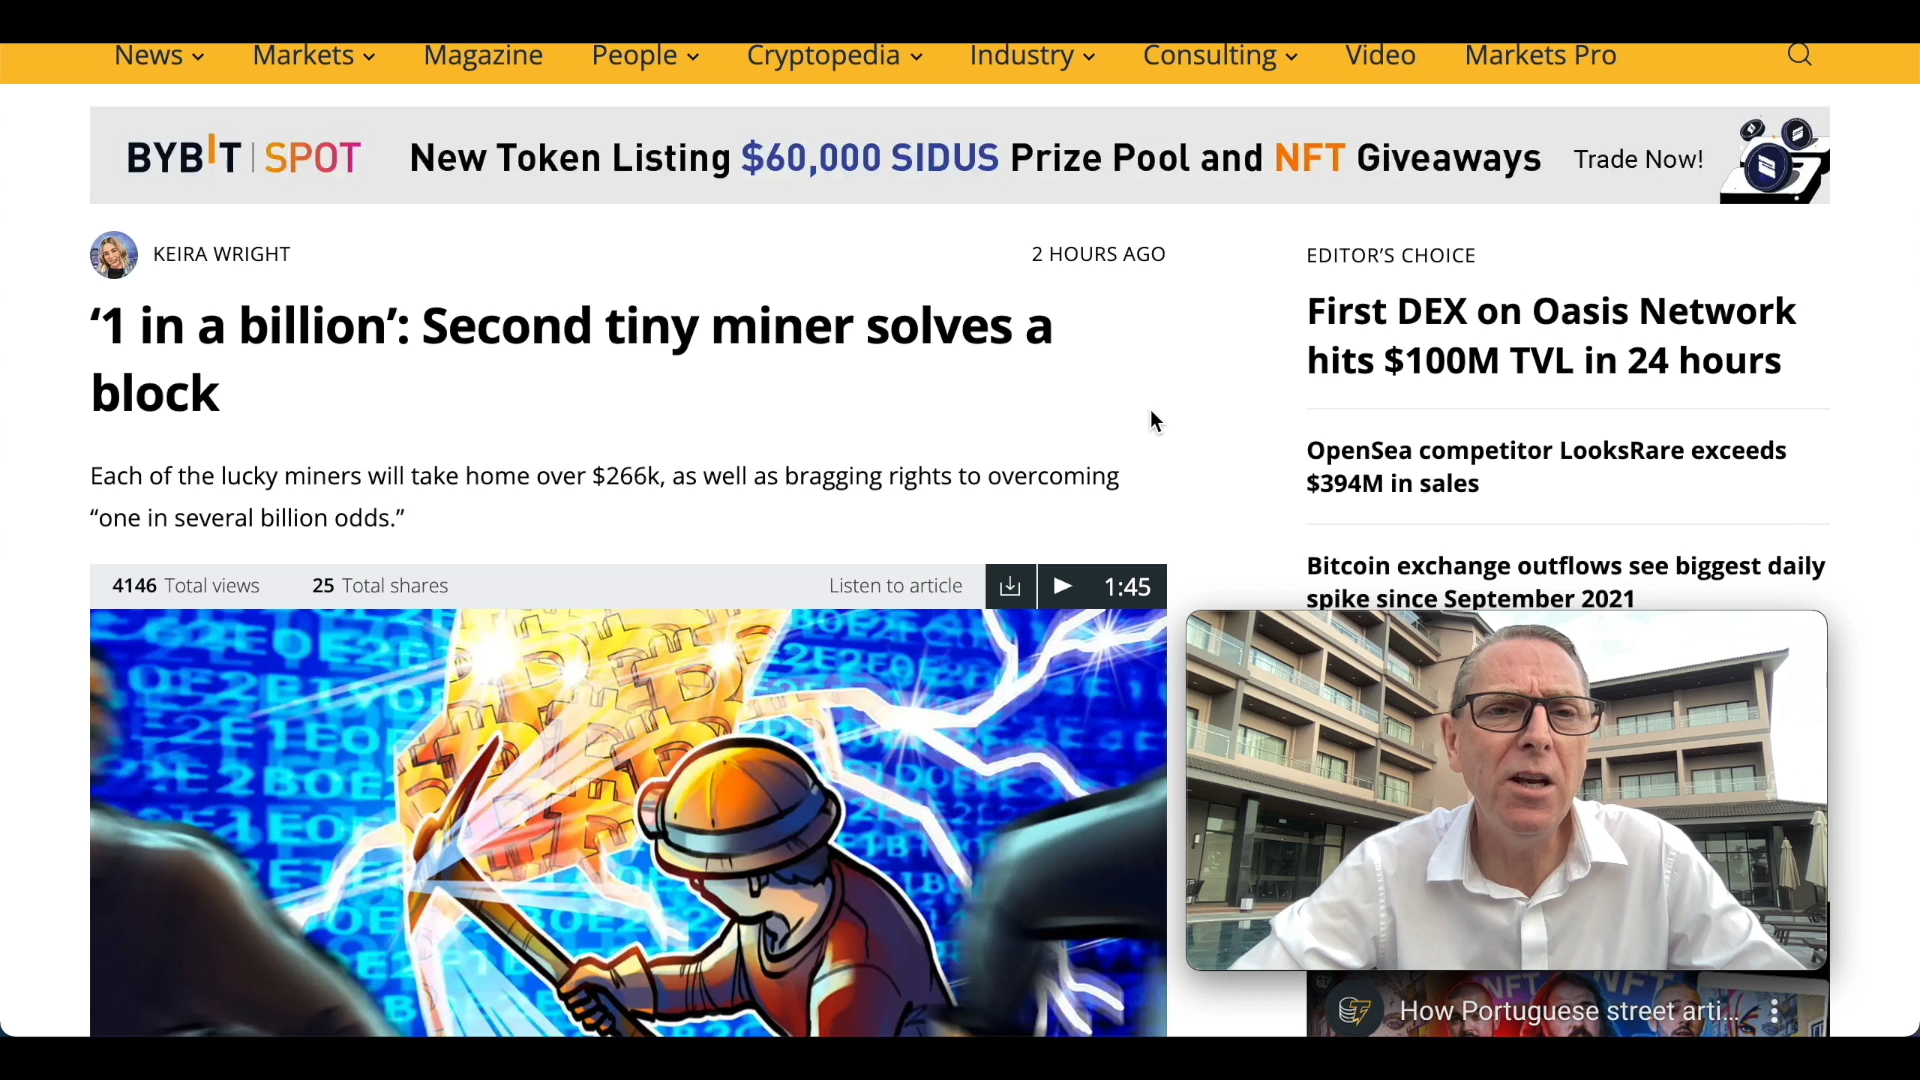 News
Markets
Magazine
People
Cryptopedia
Industry
Consulting
Video
Markets Pro
BYBIT | SPOT
New Token Listing $60,000 SIDUS Prize Pool and NFT Giveaways
Trade Now!
KEIRA WRIGHT
2 HOURS AGO
‘1 in a billion’: Second tiny miner solves a
block
Each of the lucky miners will take home over $266k, as well as bragging rights to overcoming
“one in several billion odds.”
4146 Total views
25 Total shares
Listen to article
1:45
EDITOR’S CHOICE
First DEX on Oasis Network
hits $100M TVL in 24 hours
OpenSea competitor LooksRare exceeds
$394M in sales
Bitcoin exchange outflows see biggest daily
spike since September 2021
NFT
NFT
How Portuguese street arti...